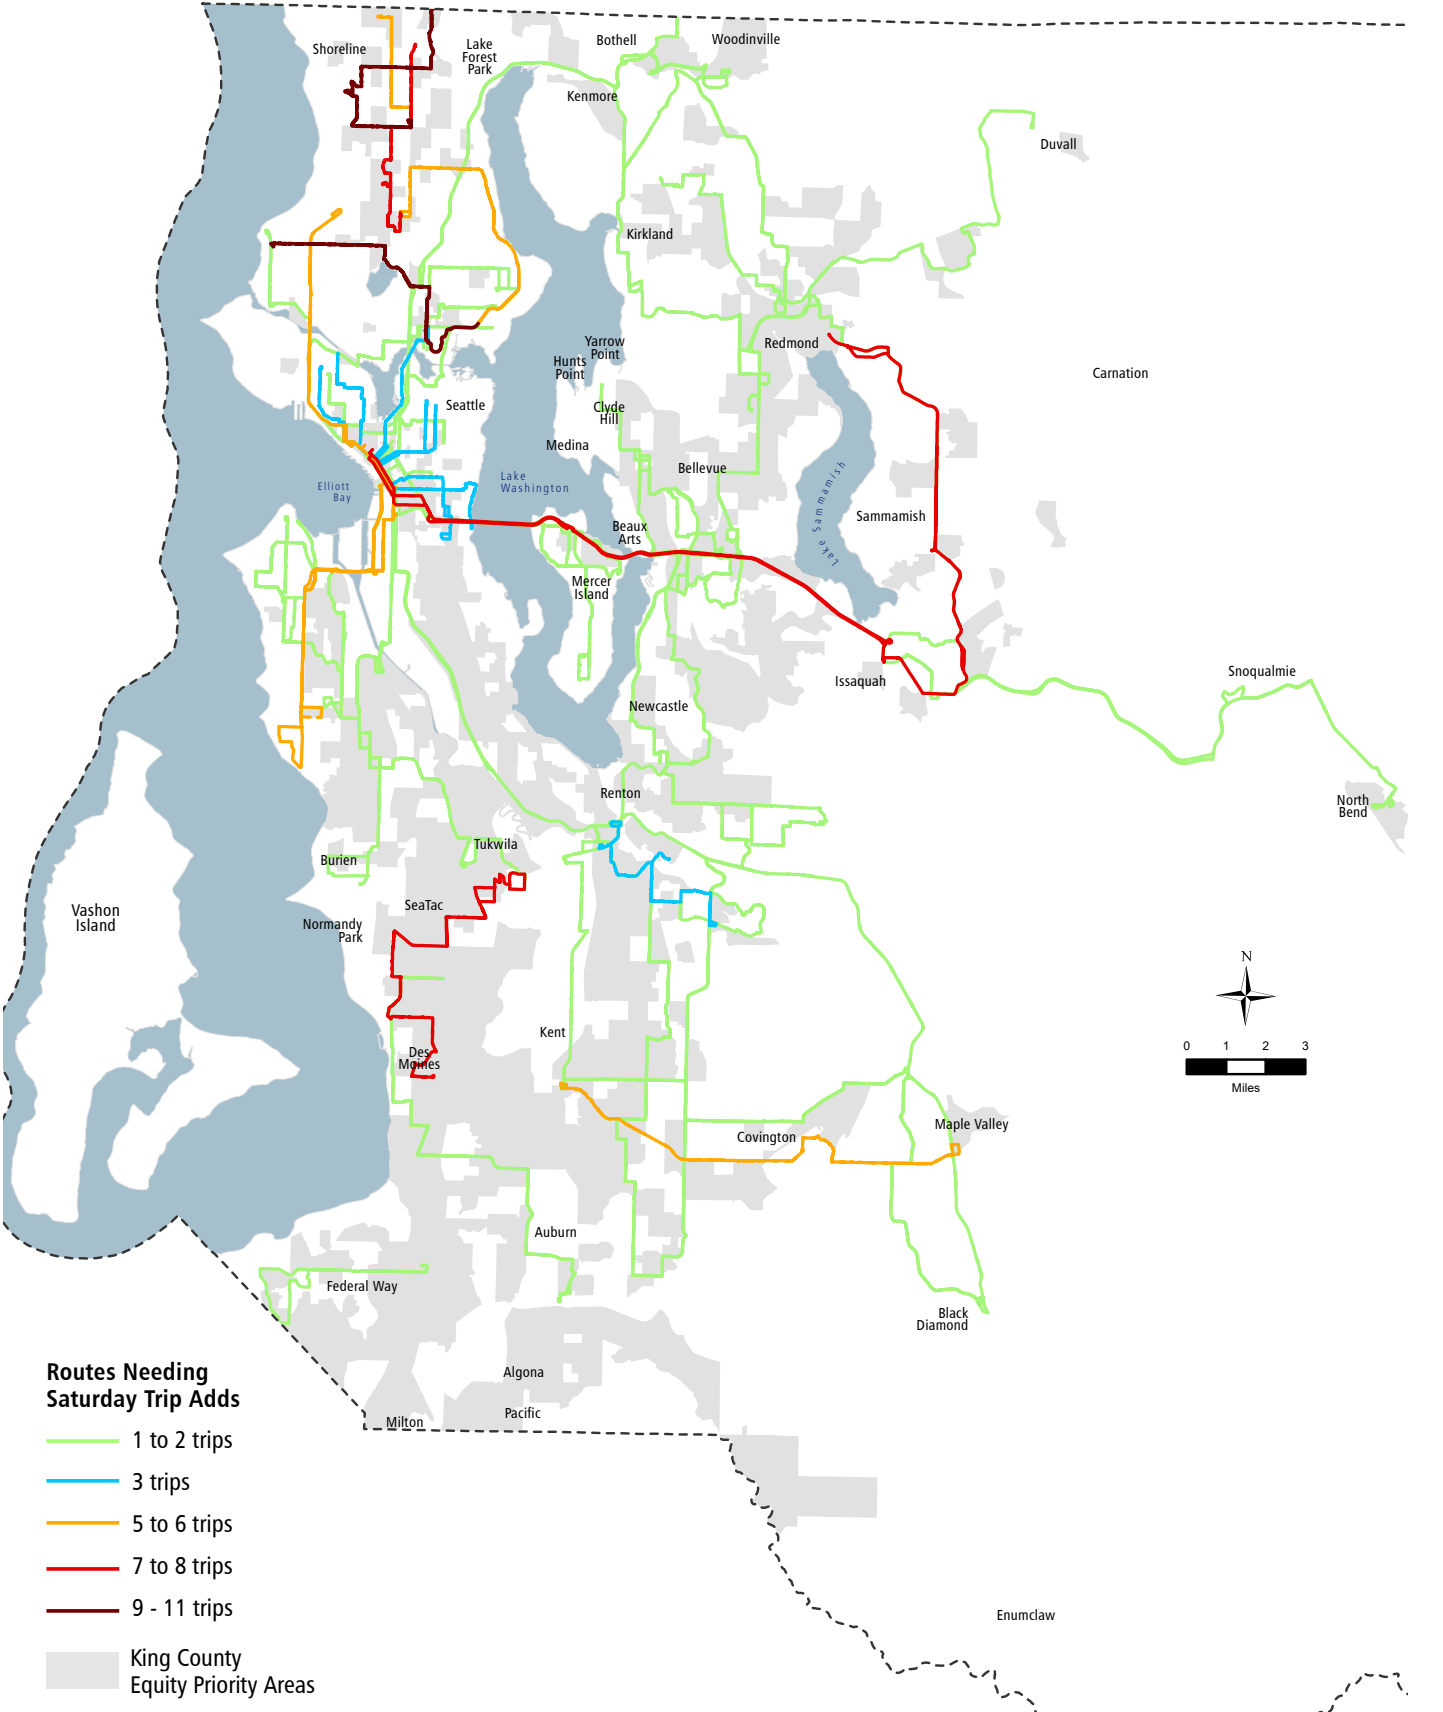 Shoreline
Lake
Forest
Park
Bothell
Woodinville
Kenmore
Duvall
Kirkland
Yarrow
Point
Hunts
Point
Redmond
Carnation
Clyde
Hill
Seattle
Medina
Bellevue
Lake
Washington
Elliott
Bay
Lake Sammamish
Sammamish
Beaux
Arts
Mercer
Island
Issaquah
Snoqualmie
Newcastle
Renton
North
Bend
Tukwila
Burien
SeaTac
Vashon
Island
Normandy
Park
N
Kent
Des
Moines
0 1 2 3
Miles
Maple Valley
Covington
Auburn
Federal Way
Black
Diamond
Algona
Pacific
Milton
Enumclaw
Routes Needing
Saturday Trip Adds
1 to 2 trips
3 trips
5 to 6 trips
7 to 8 trips
9 - 11 trips
King County
Equity Priority Areas